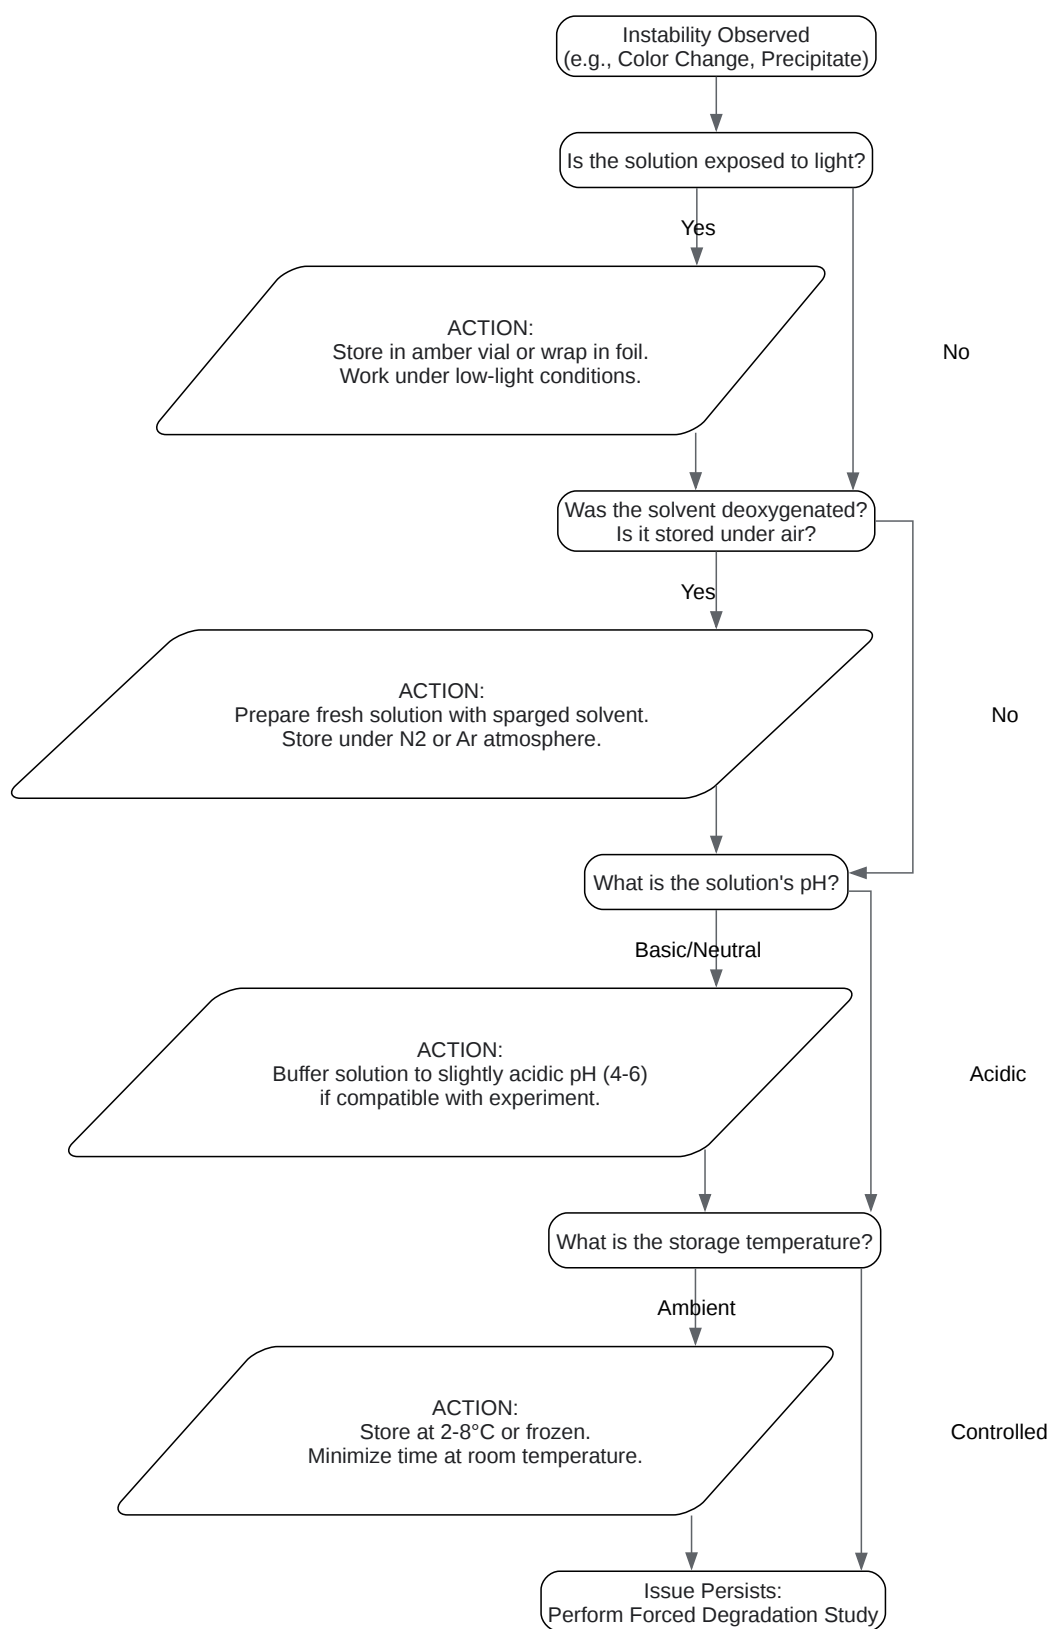 Instability Observed
(e.g., Color Change, Precipitate)
Is the solution exposed to light?
Yes
ACTION:
Store in amber vial or wrap in foil.
Work under low-light conditions.
No
Was the solvent deoxygenated?
Is it stored under air?
Yes
ACTION:
Prepare fresh solution with sparged solvent.
Store under N2 or Ar atmosphere.
No
What is the solution's pH?
Basic/Neutral
ACTION:
Buffer solution to slightly acidic pH (4-6)
if compatible with experiment.
Acidic
What is the storage temperature?
Ambient
ACTION:
Store at 2-8°C or frozen.
Minimize time at room temperature.
Controlled
Issue Persists:
Perform Forced Degradation Study